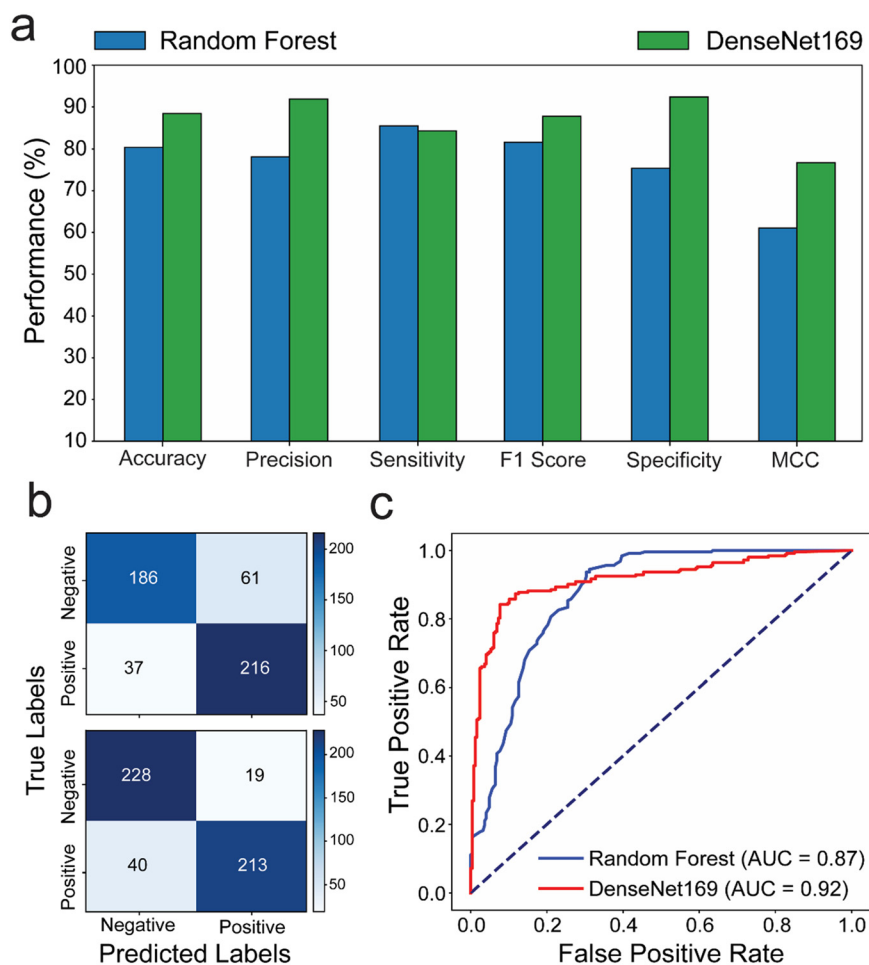 a
Random Forest
DenseNet169
Performance (%)
100
90
80
70
60
50
40
30
20
10
Accuracy Precision Sensitivity F1 Score Specificity MCC
b
True Labels
Negative
186 61
Positive
37 216
200
150
100
50
Negative
228 19
Positive
40 213
200
150
100
50
Negative Positive
Predicted Labels
c
True Positive Rate
1.0
0.8
0.6
0.4
0.2
0.0
Random Forest (AUC = 0.87)
DenseNet169 (AUC = 0.92)
0.0 0.2 0.4 0.6 0.8 1.0
False Positive Rate